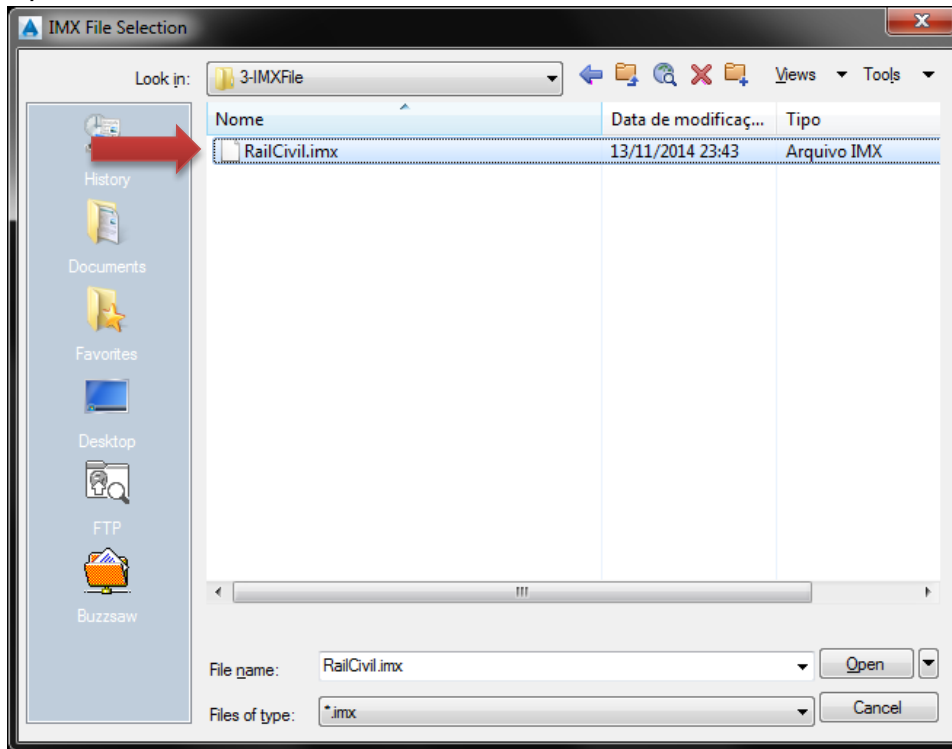 IMX File Selection
Look in: 3-IMXFile Views Tools
Nome Data de modificaç... Tipo
RailCivil.imx 13/11/2014 23:43 Arquivo IMX
History
Documents
Favorites
Desktop
FTP
Buzzsaw
File name: RailCivil.imx Open
Files of type: *.imx Cancel